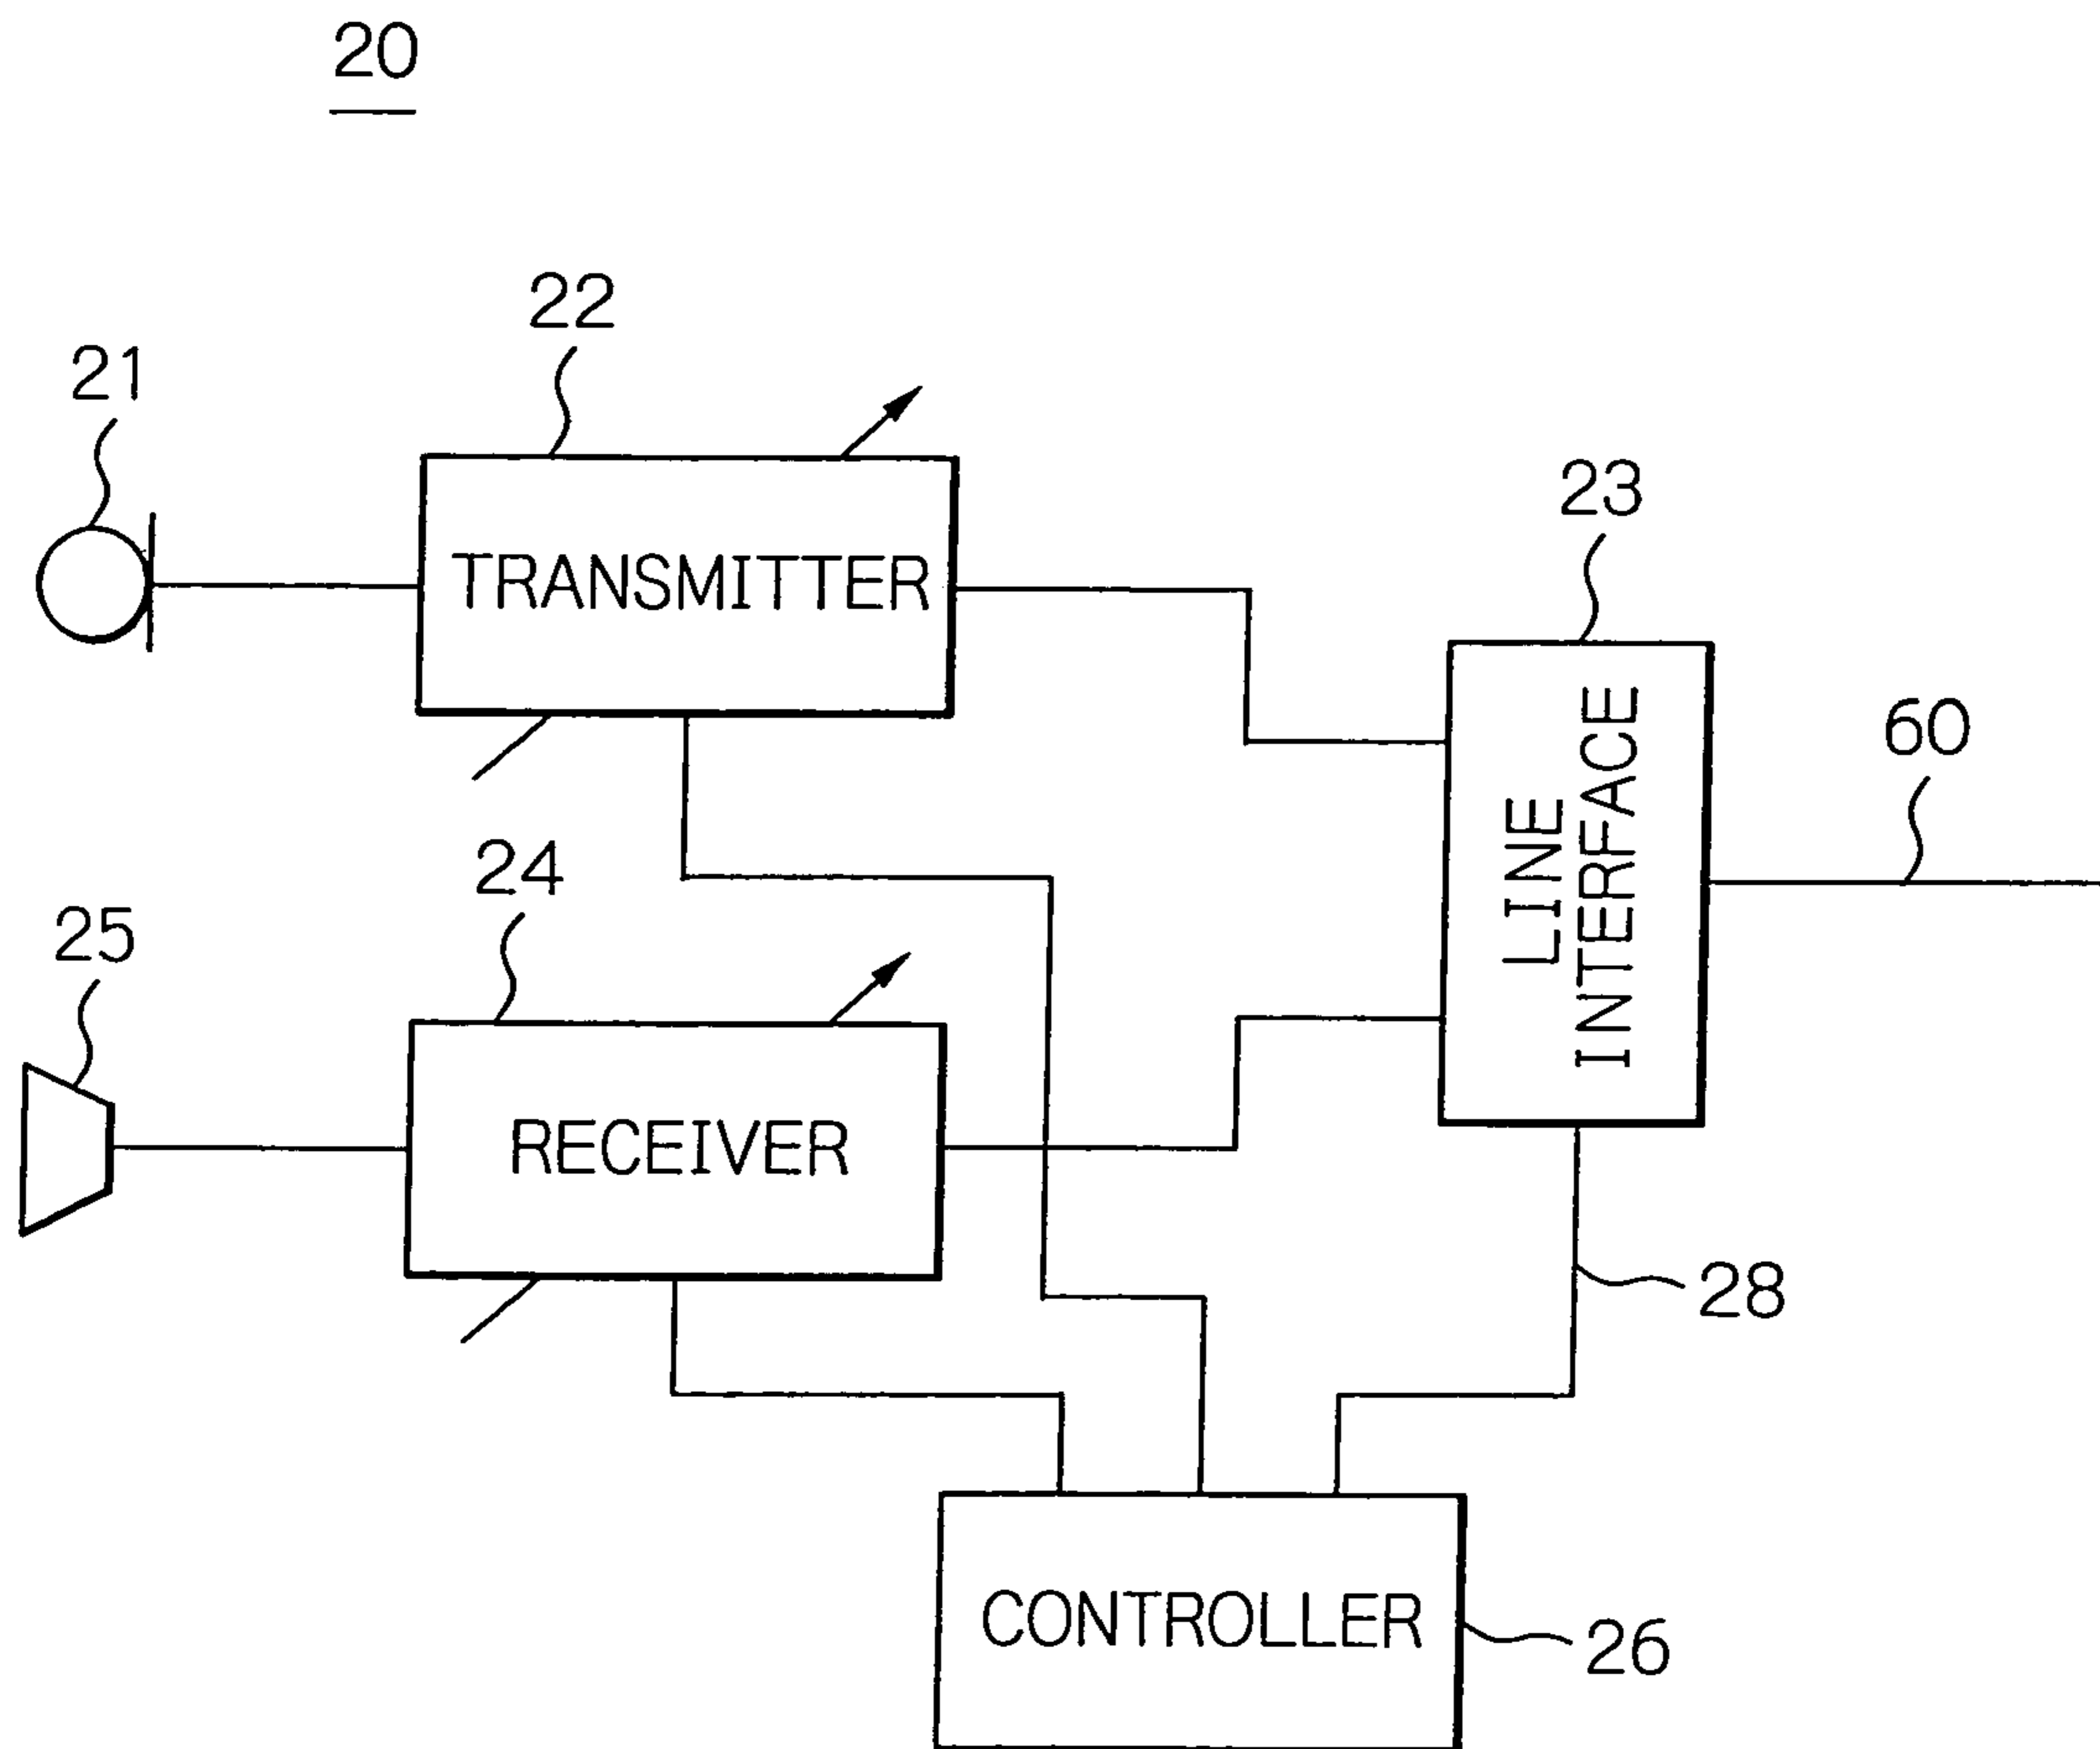 20
22
21
TRANSMITTER
23
LINE
INTERFACE
60
24
25
RECEIVER
28
CONTROLLER
26